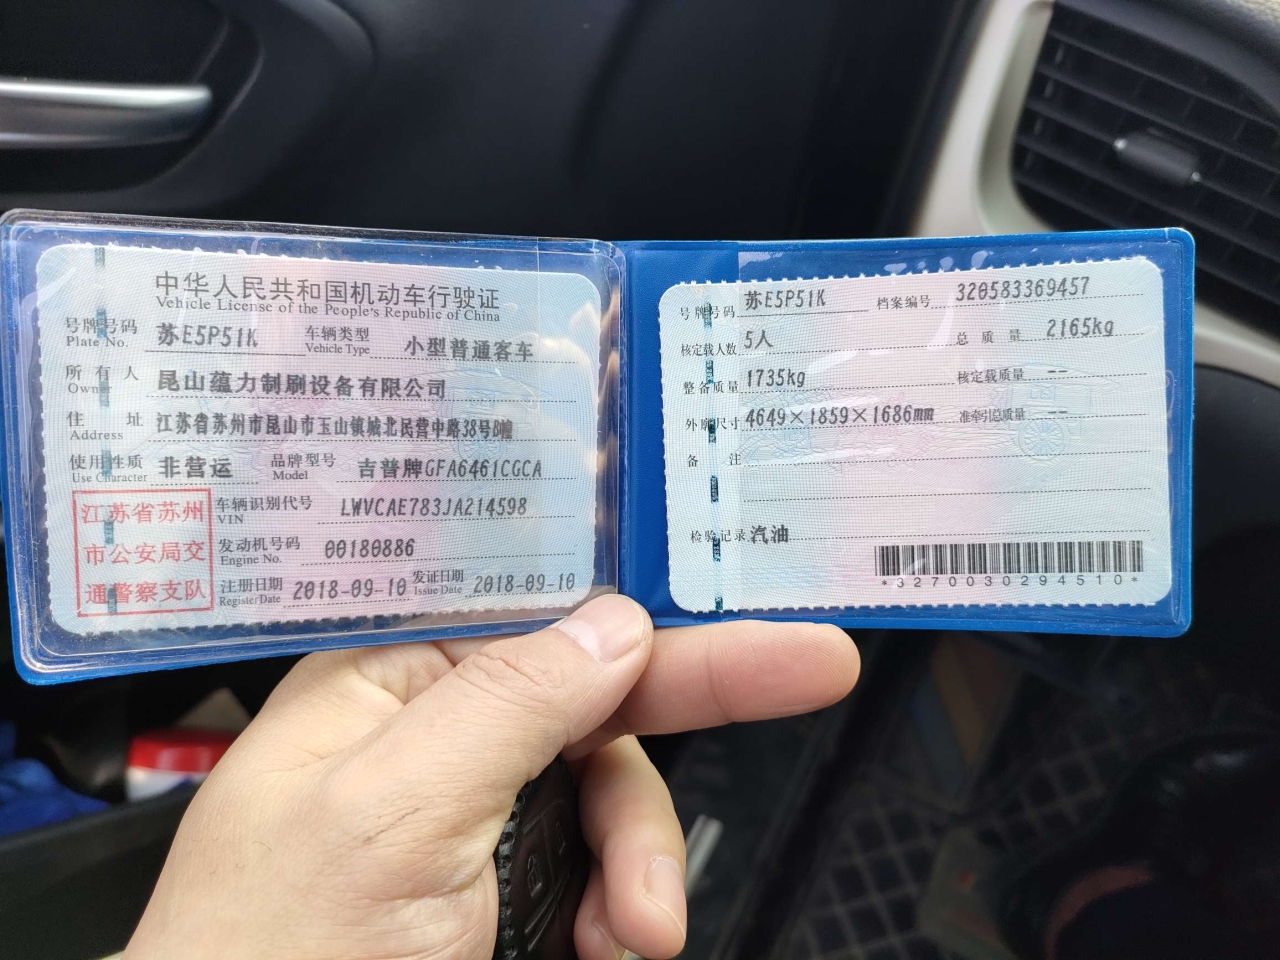 中华人民共和国机动车行驶证
Vehicle License of the People's Republic of China
号牌号码 苏E5P51K 车辆类型 小型普通客车
Plate No. Vehicle Type
所有人 昆山蕴力制刷设备有限公司
Owner
住址 江苏省苏州市昆山市玉山镇城北民营中路38号B幢
Address
使用性质 非营运 品牌型号 吉普牌GFA6461CGCA
Use Character Model
江苏省苏州
市公安局交
通警察支队
车辆识别代号 LWVCAE783JA214598
VIN
发动机号码 00180886
Engine No.
注册日期 2018-09-10 发证日期 2018-09-10
Register Date Issue Date
号牌号码 苏E5P51K 档案编号 320583369457
核定载人数 5人 总质量 2165kg
整备质量 1735kg 核定载质量 --
外廓尺寸 4649×1859×1686mm 准牵引总质量 --
备注
检验记录 汽油
*3270030294510*